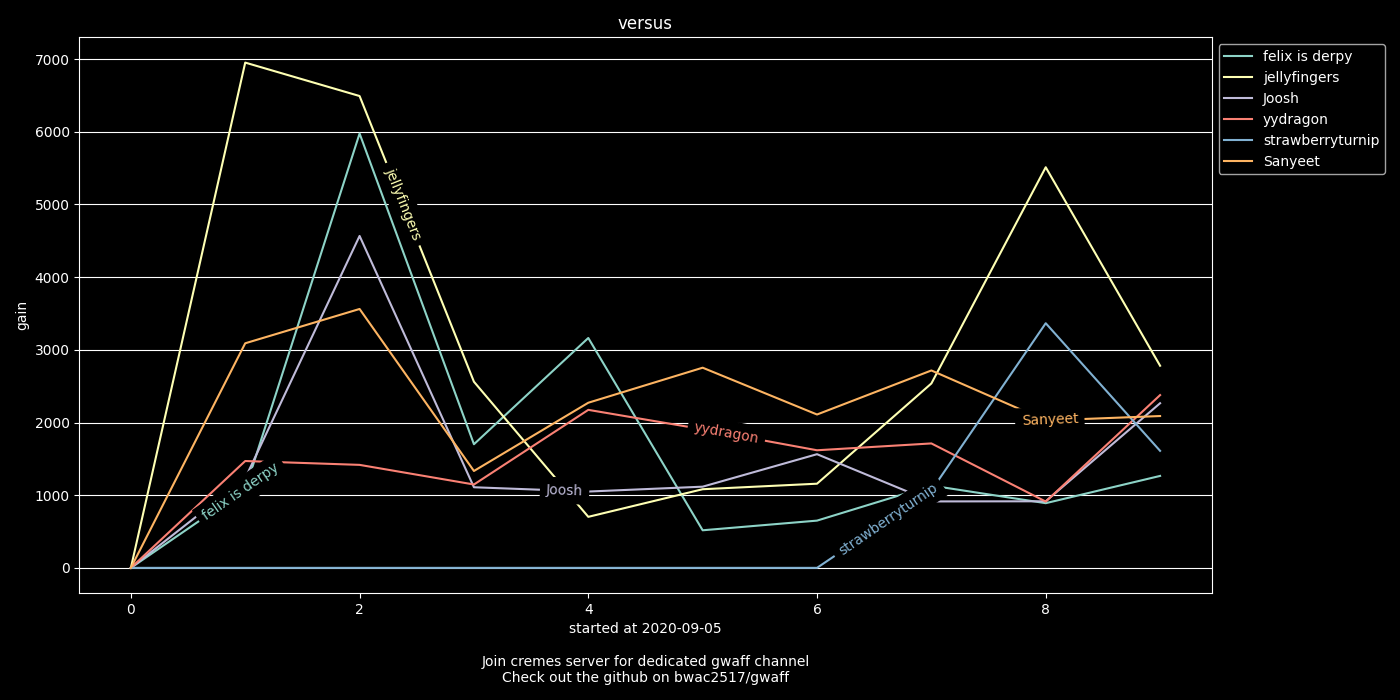 versus
felix is derpy
jellyfingers
Joosh
yydragon
strawberryturnip
Sanyeet
7000
6000
5000
4000
3000
2000
1000
0
gain
jellyfingers
felix is derpy
Joosh
yydragon
strawberryturnip
Sanyeet
0 2 4 6 8
started at 2020-09-05
Join cremes server for dedicated gwaff channel
Check out the github on bwac2517/gwaff